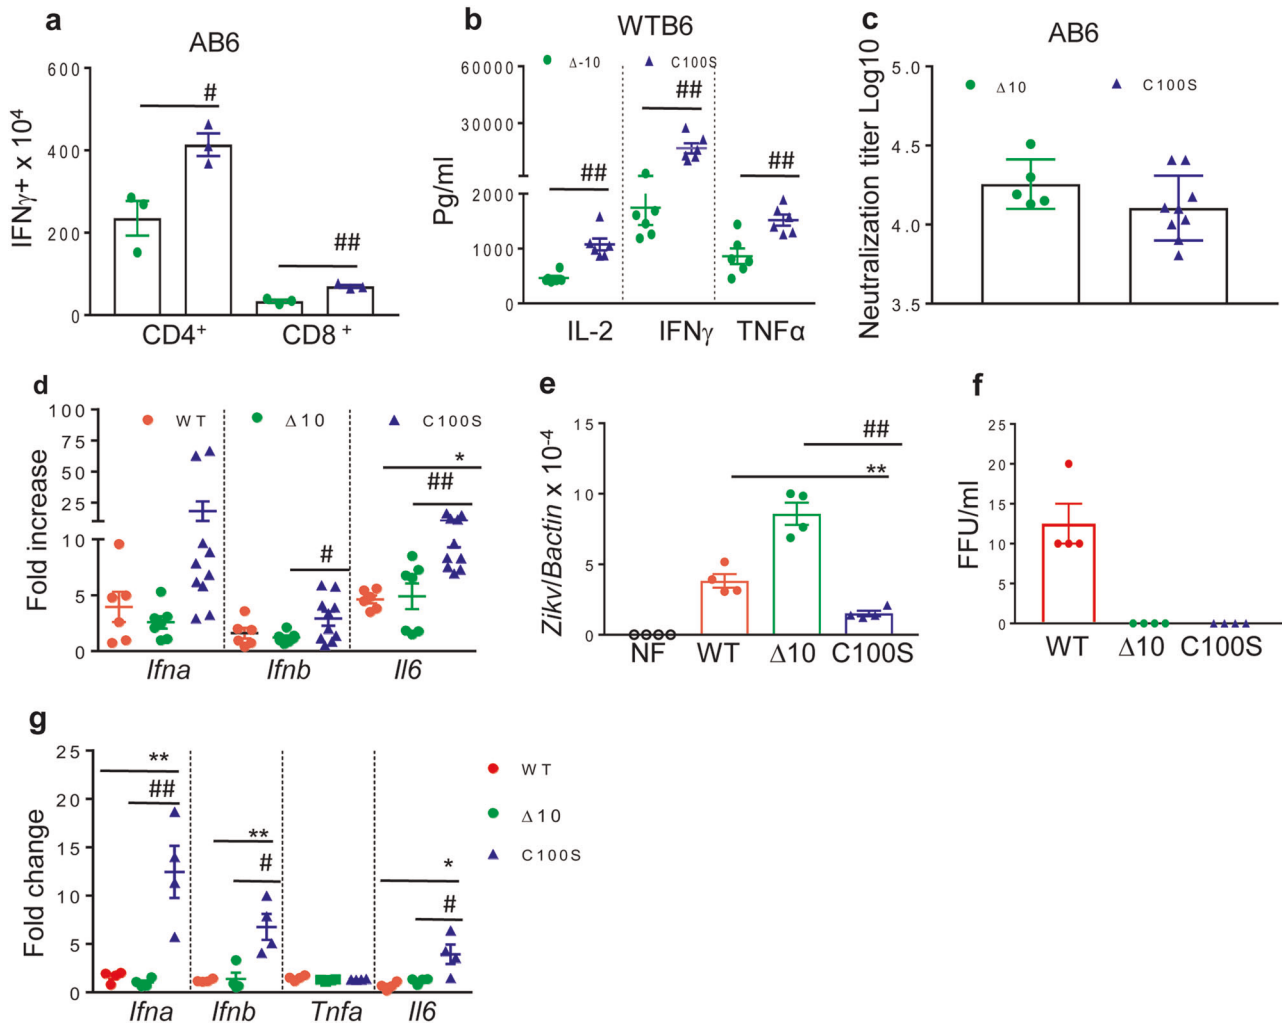 a
AB6
IFNγ+ x 10⁴
600
400
200
0
#
##
CD4⁺
CD8⁺
b
WTB6
Δ-10
C100S
Pg/ml
60000
30000
2000
1000
0
##
##
##
IL-2
IFNγ
TNFα
c
AB6
Neutralization titer Log10
5.0
4.5
4.0
3.5
Δ10
C100S
d
WT
Δ10
C100S
Fold increase
100
75
50
25
10
5
0
#
*
##
Ifna
Ifnb
Il6
e
Zikv/Bactin x 10⁻⁴
15
10
5
0
##
**
NF
WT
Δ10
C100S
f
FFU/ml
25
20
15
10
5
0
WT
Δ10
C100S
g
Fold change
25
20
15
10
5
0
**
##
**
#
*
#
Ifna
Ifnb
Tnfa
Il6
WT
Δ10
C100S